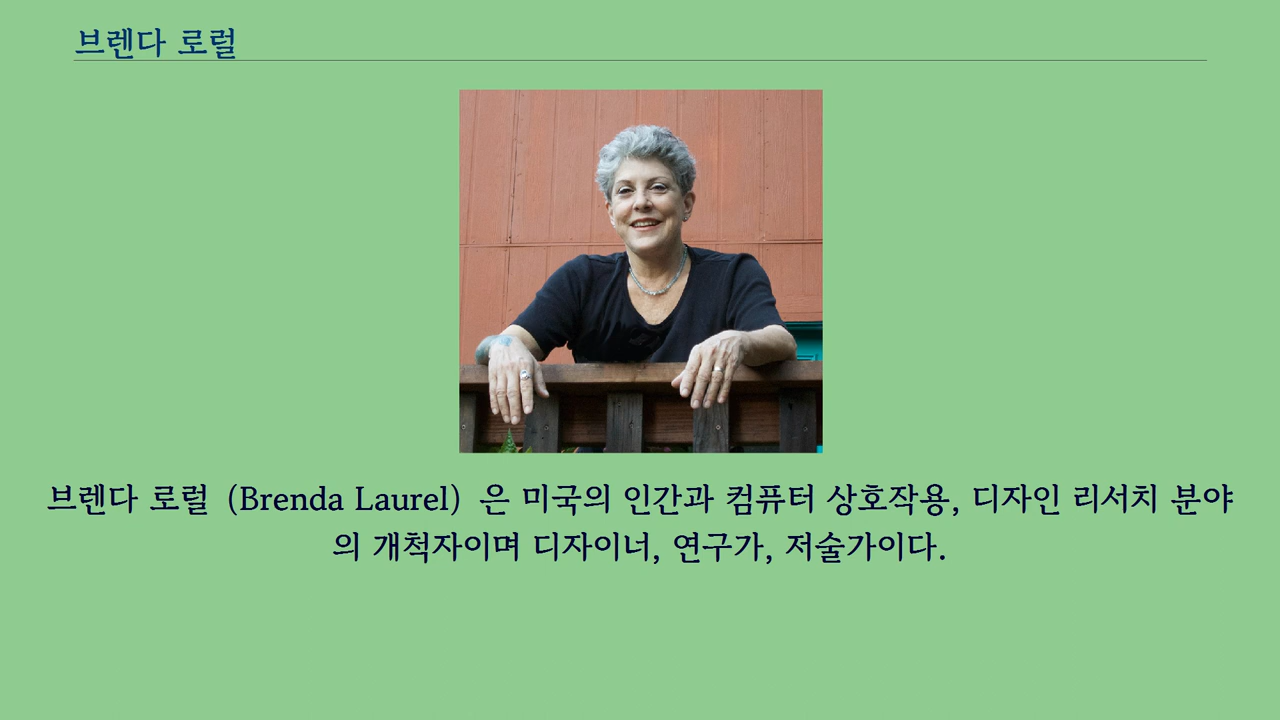 브렌다 로럴
브렌다 로럴 (Brenda Laurel) 은 미국의 인간과 컴퓨터 상호작용, 디자인 리서치 분야
의 개척자이며 디자이너, 연구가, 저술가이다.